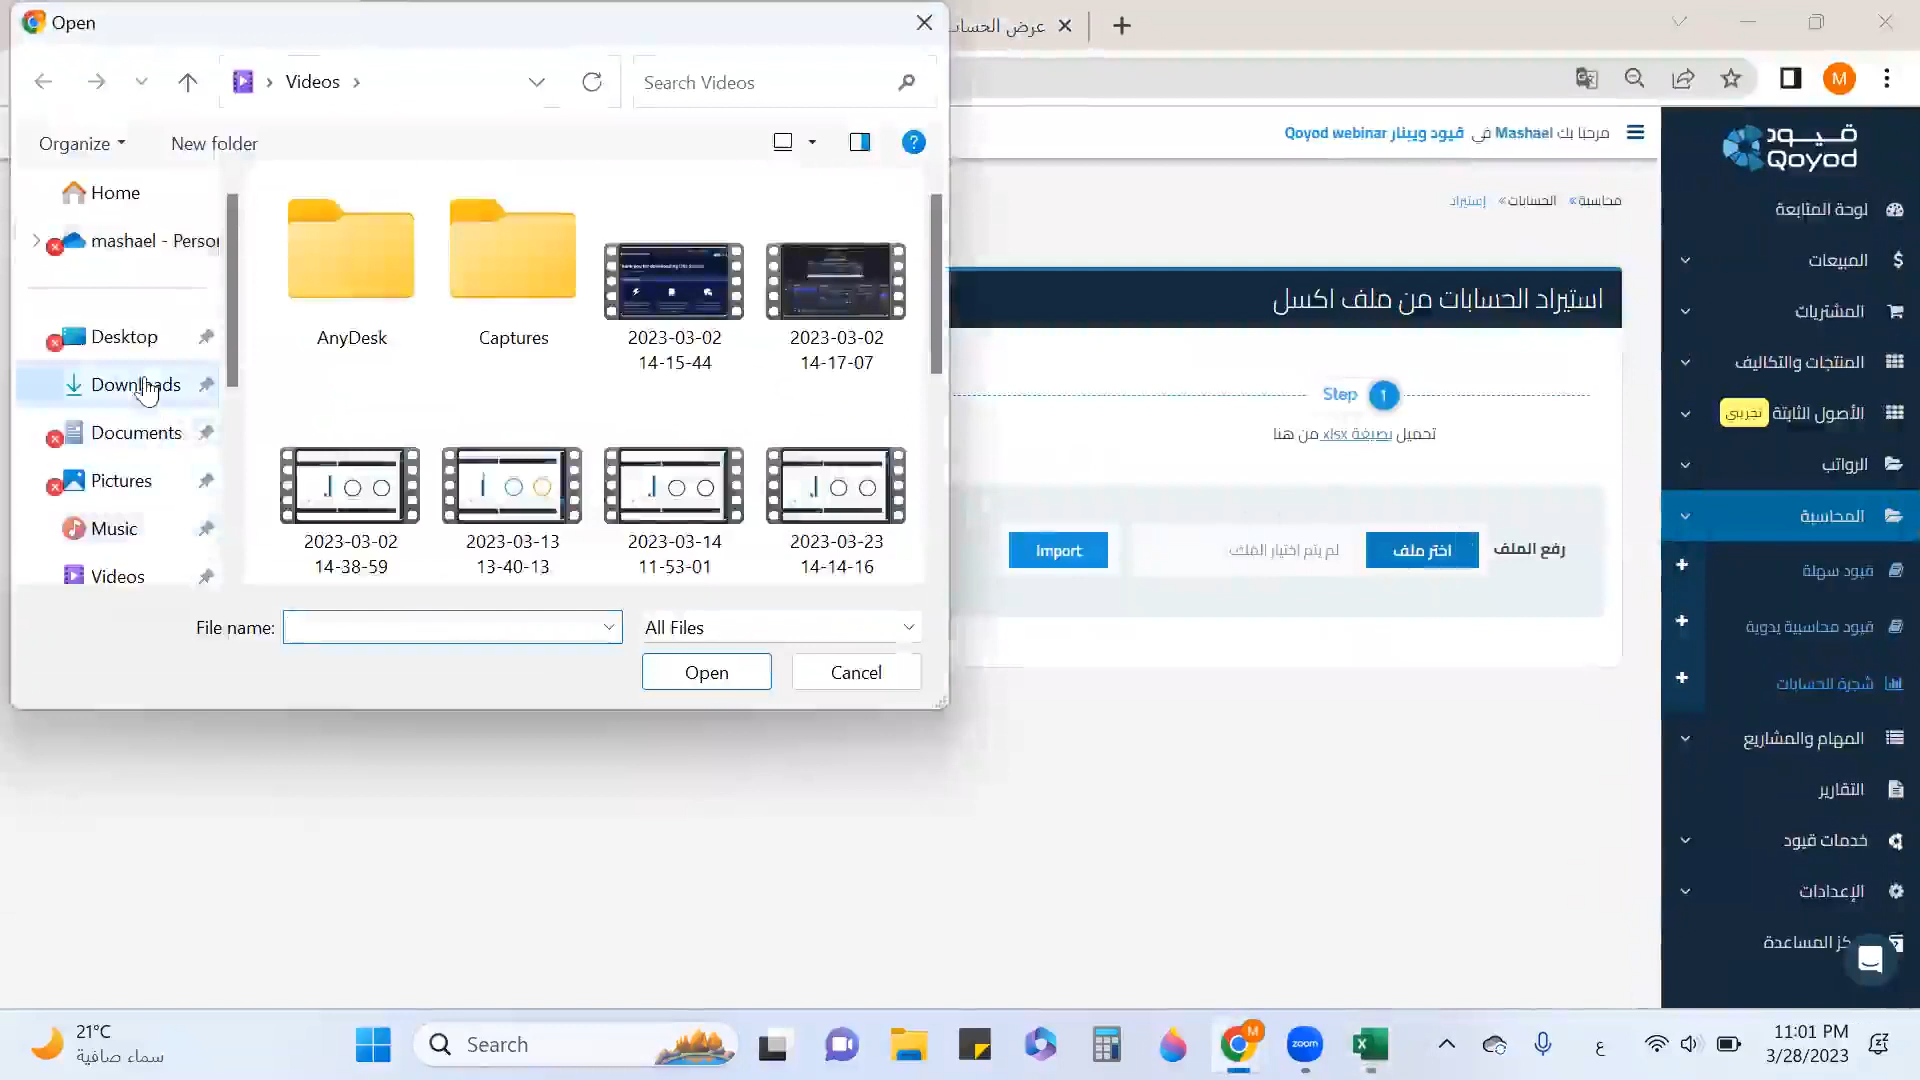 Open
عرض الحساب
Videos
Search Videos
Organize
New folder
Home
mashael - Person
Desktop
Downloads
Documents
Pictures
Music
Videos
AnyDesk
Captures
2023-03-02
14-15-44
2023-03-02
14-17-07
2023-03-02
14-38-59
2023-03-13
13-40-13
2023-03-14
11-53-01
2023-03-23
14-14-16
File name:
All Files
Open
Cancel
M
مرحبا بك Mashael في قيود ويبينار Qoyod webinar
محاسبة» الحسابات» إستيراد
استيراد الحسابات من ملف اكسل
Step 1
تحميل بصيغة xlsx من هنا
رفع الملف
اختر ملف
لم يتم اختيار الملف
Import
قيود
Qoyod
لوحة المتابعة
المبيعات
المشتريات
المنتجات والتكاليف
الأصول الثابتة تجريبي
الرواتب
المحاسبة
قيود سهلة
قيود محاسبية يدوية
شجرة الحسابات
المهام والمشاريع
التقارير
خدمات قيود
الإعدادات
كز المساعدة
21°C
سماء صافية
Search
M
zoom
ع
11:01 PM
3/28/2023